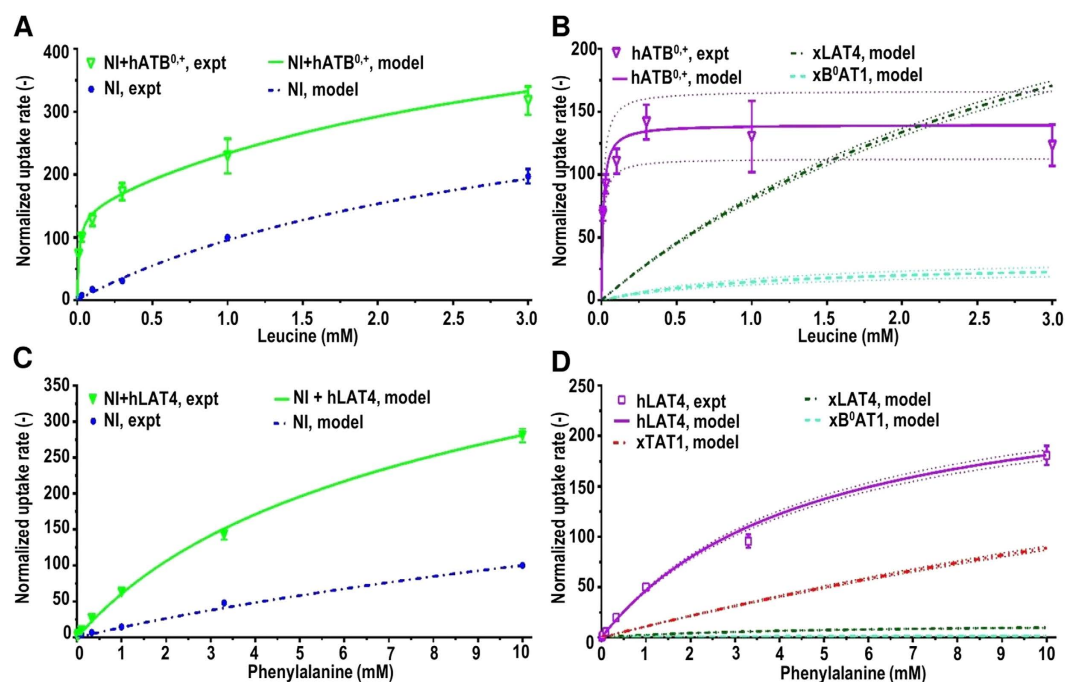 A
NI+hATB⁰,⁺, expt
NI, expt
NI+hATB⁰,⁺, model
NI, model
Normalized uptake rate (-)
400
300
200
100
0
0.0 0.5 1.0 1.5 2.0 2.5 3.0
Leucine (mM)
B
hATB⁰,⁺, expt
hATB⁰,⁺, model
xLAT4, model
xB⁰AT1, model
Normalized uptake rate (-)
200
150
100
50
0
0.0 0.5 1.0 1.5 2.0 2.5 3.0
Leucine (mM)
C
NI+hLAT4, expt
NI, expt
NI + hLAT4, model
NI, model
Normalized uptake rate (-)
350
300
250
200
150
100
50
0
0 1 2 3 4 5 6 7 8 9 10
Phenylalanine (mM)
D
hLAT4, expt
hLAT4, model
xTAT1, model
xLAT4, model
xB⁰AT1, model
Normalized uptake rate (-)
250
200
150
100
50
0
0 1 2 3 4 5 6 7 8 9 10
Phenylalanine (mM)